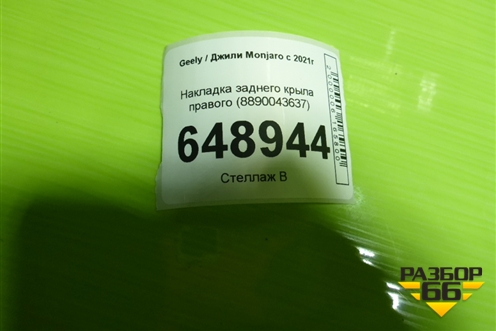 Geely / Джили Monjaro с 2021г
Накладка заднего крыла
правого (8890043637)
648944
Стеллаж В
РАЗБОР
66